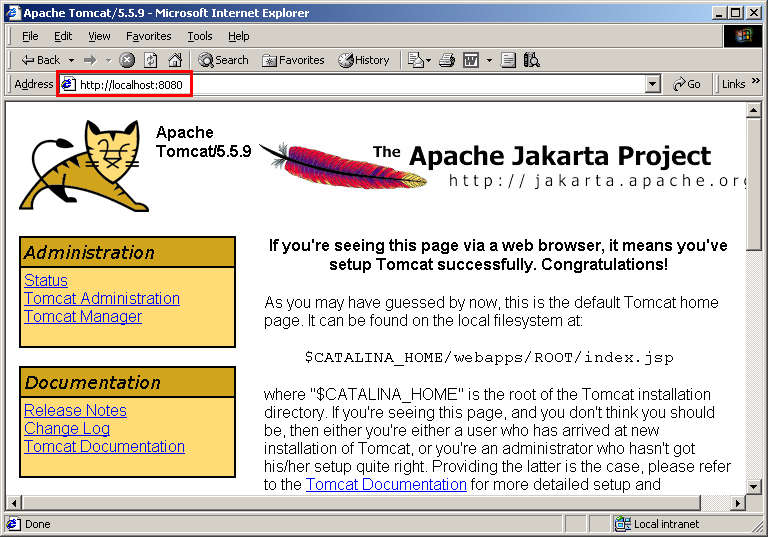 Apache Tomcat/5.5.9 - Microsoft Internet Explorer
File Edit View Favorites Tools Help
Back Search Favorites History
Address http://localhost:8080 Go Links »
Apache
Tomcat/5.5.9
The Apache Jakarta Project
http://jakarta.apache.org
Administration
Status
Tomcat Administration
Tomcat Manager
Documentation
Release Notes
Change Log
Tomcat Documentation
If you're seeing this page via a web browser, it means you've
setup Tomcat successfully. Congratulations!
As you may have guessed by now, this is the default Tomcat home
page. It can be found on the local filesystem at:
$CATALINA_HOME/webapps/ROOT/index.jsp
where "$CATALINA_HOME" is the root of the Tomcat installation
directory. If you're seeing this page, and you don't think you should
be, then either you're either a user who has arrived at new
installation of Tomcat, or you're an administrator who hasn't got
his/her setup quite right. Providing the latter is the case, please refer
to the Tomcat Documentation for more detailed setup and
Done Local intranet